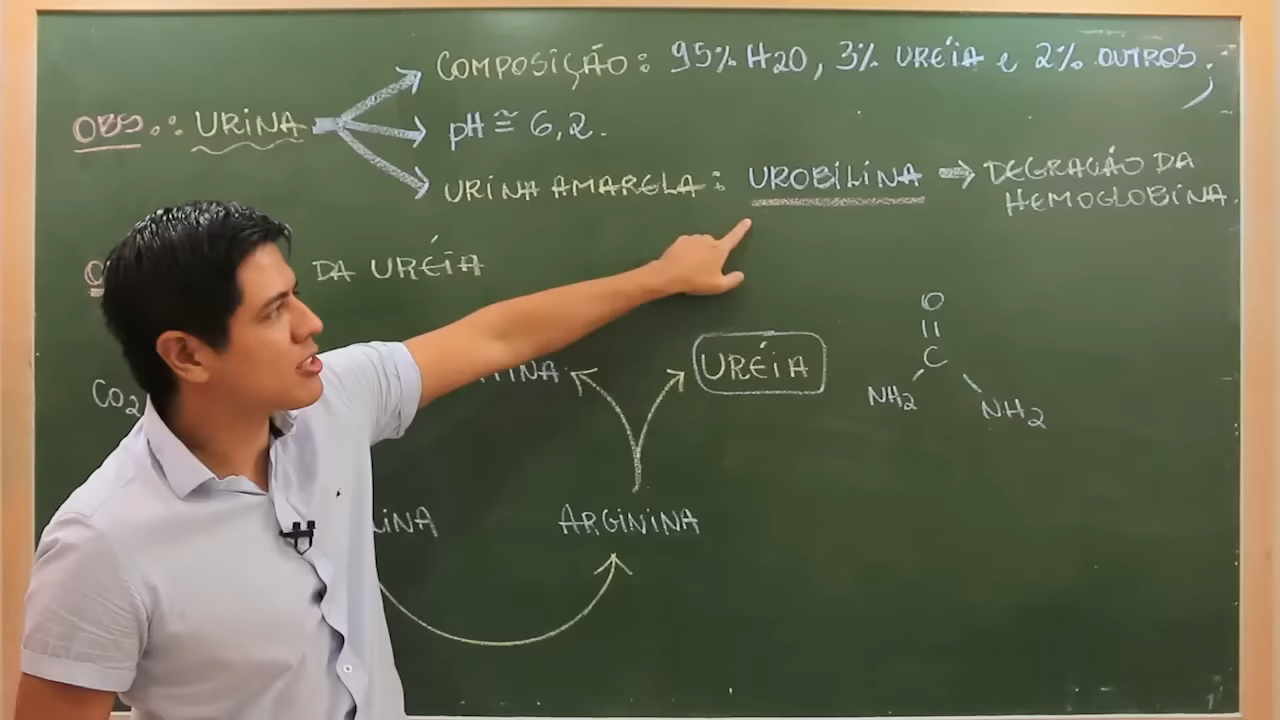 COMPOSIÇÃO: 95% H2O, 3% URÉIA e 2% OUTROS;
OBS.: URINA
pH ≅ 6,2.
URINA AMARELA: UROBILINA → DEGRAÇÃO DA
HEMOGLOBINA.
DA URÉIA
O
C
NH2 NH2
URÉIA
CO2
ARGININA